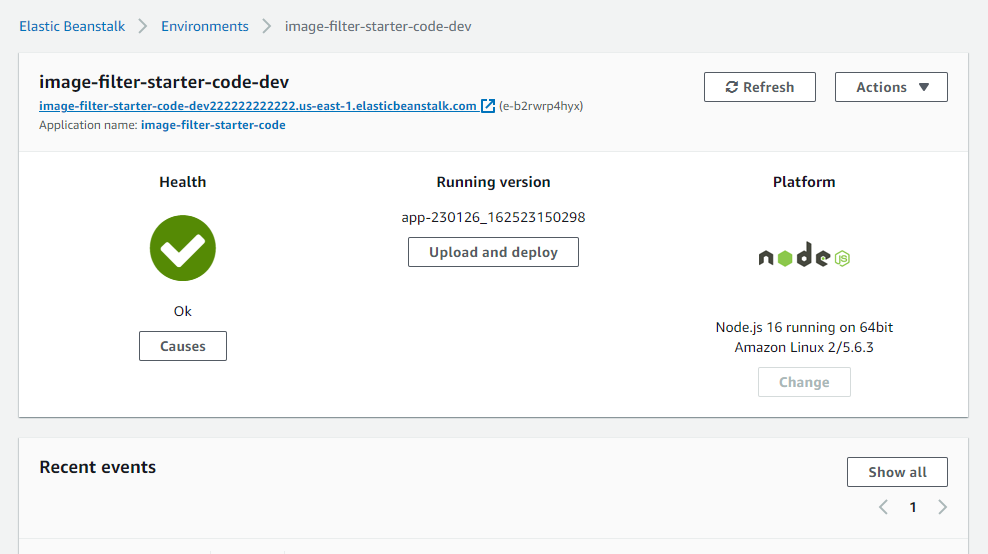 Elastic Beanstalk > Environments > image-filter-starter-code-dev
image-filter-starter-code-dev
Refresh
Actions
image-filter-starter-code-dev222222222222.us-east-1.elasticbeanstalk.com (e-b2rwrp4hyx)
Application name: image-filter-starter-code
Health
Running version
Platform
app-230126_162523150298
Upload and deploy
node JS
Ok
Causes
Node.js 16 running on 64bit
Amazon Linux 2/5.6.3
Change
Recent events
Show all
< 1 >